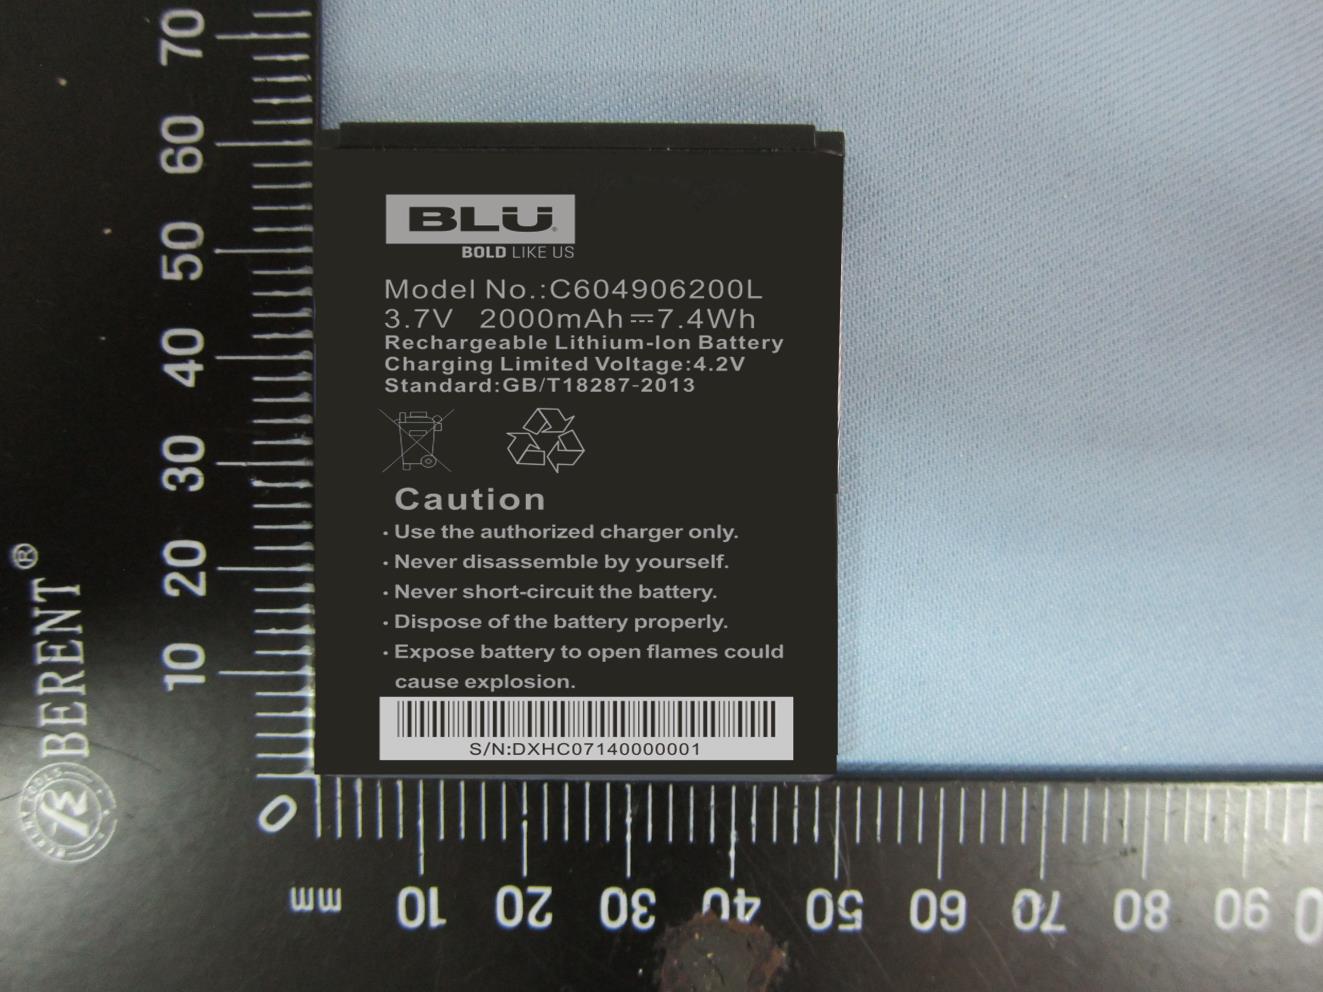 BLU
BOLD LIKE US
Model No.:C604906200L
3.7V 2000mAh⎓7.4Wh
Rechargeable Lithium-Ion Battery
Charging Limited Voltage:4.2V
Standard:GB/T18287-2013
Caution
· Use the authorized charger only.
· Never disassemble by yourself.
· Never short-circuit the battery.
· Dispose of the battery properly.
· Expose battery to open flames could
cause explosion.
S/N:DXHC07140000001
70
60
50
40
30
20
10
0
mm
10
20
30
40
50
60
70
80
90
0
BERENT®